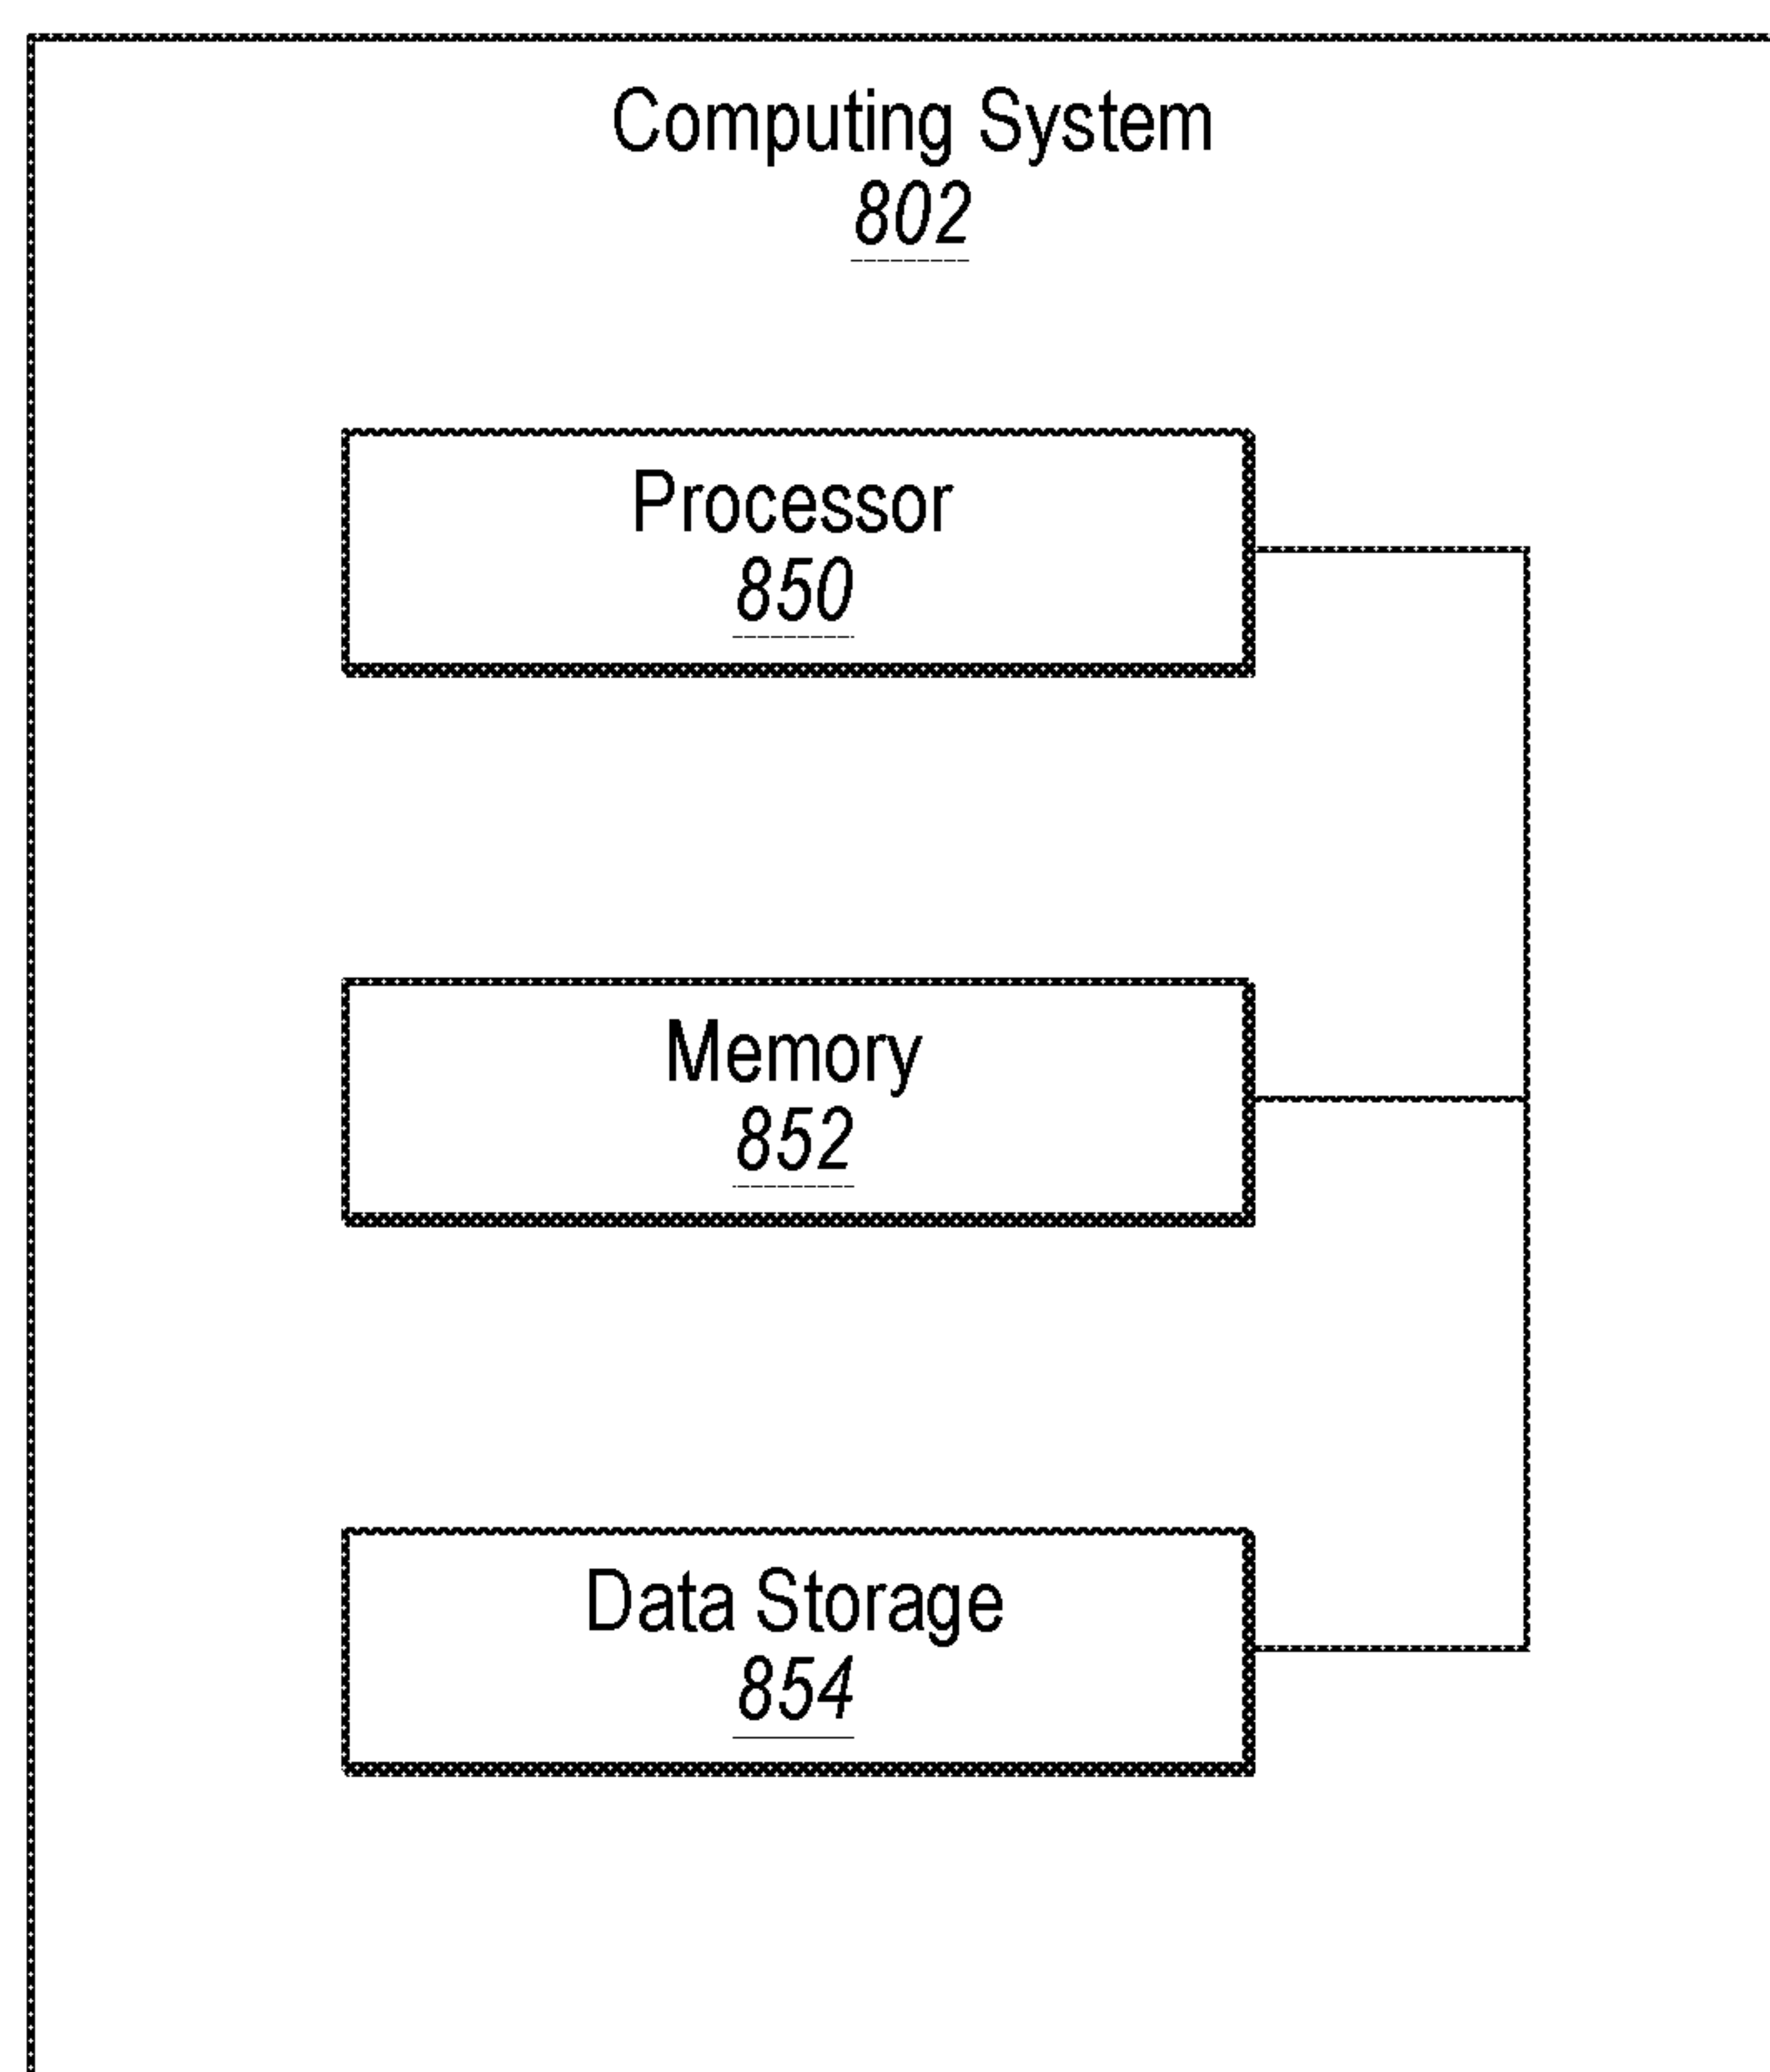 Computing System
802
Processor
850
Memory
852
Data Storage
854